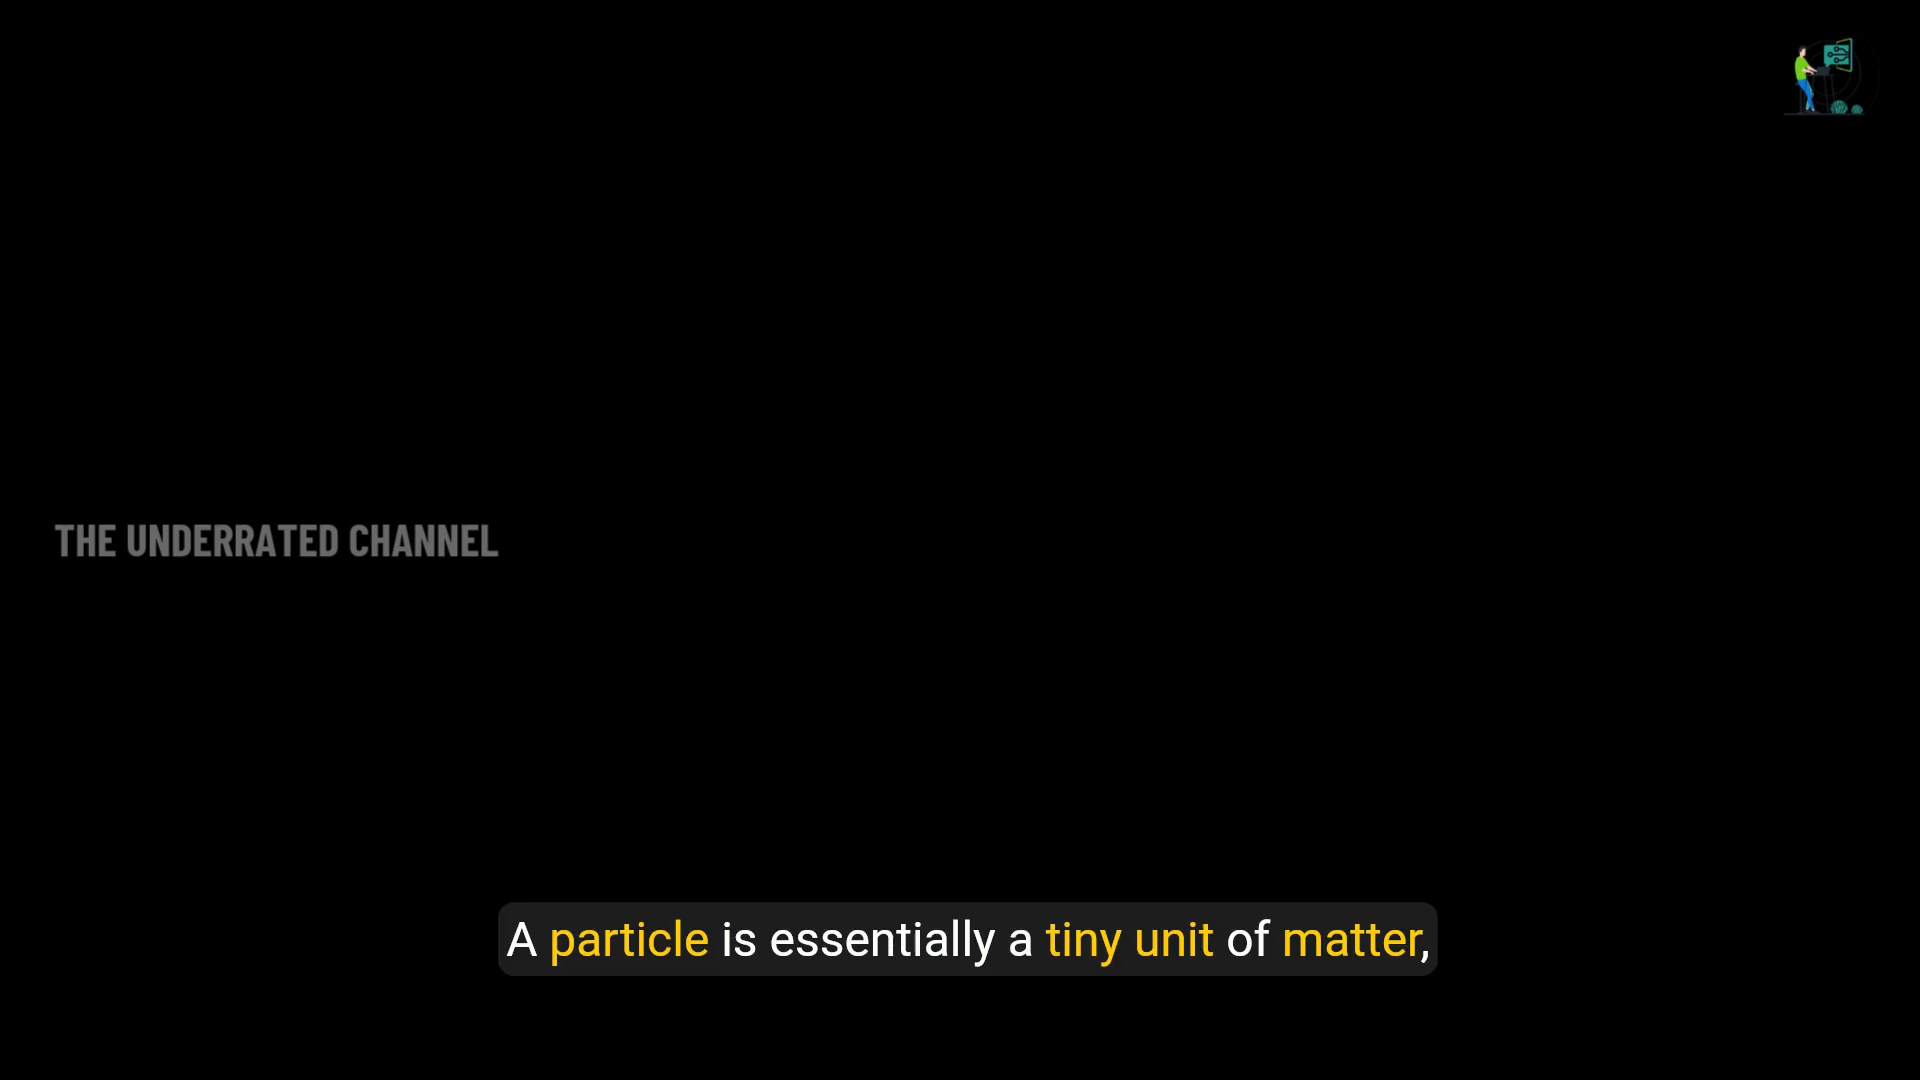 THE UNDERRATED CHANNEL
A particle is essentially a tiny unit of matter,